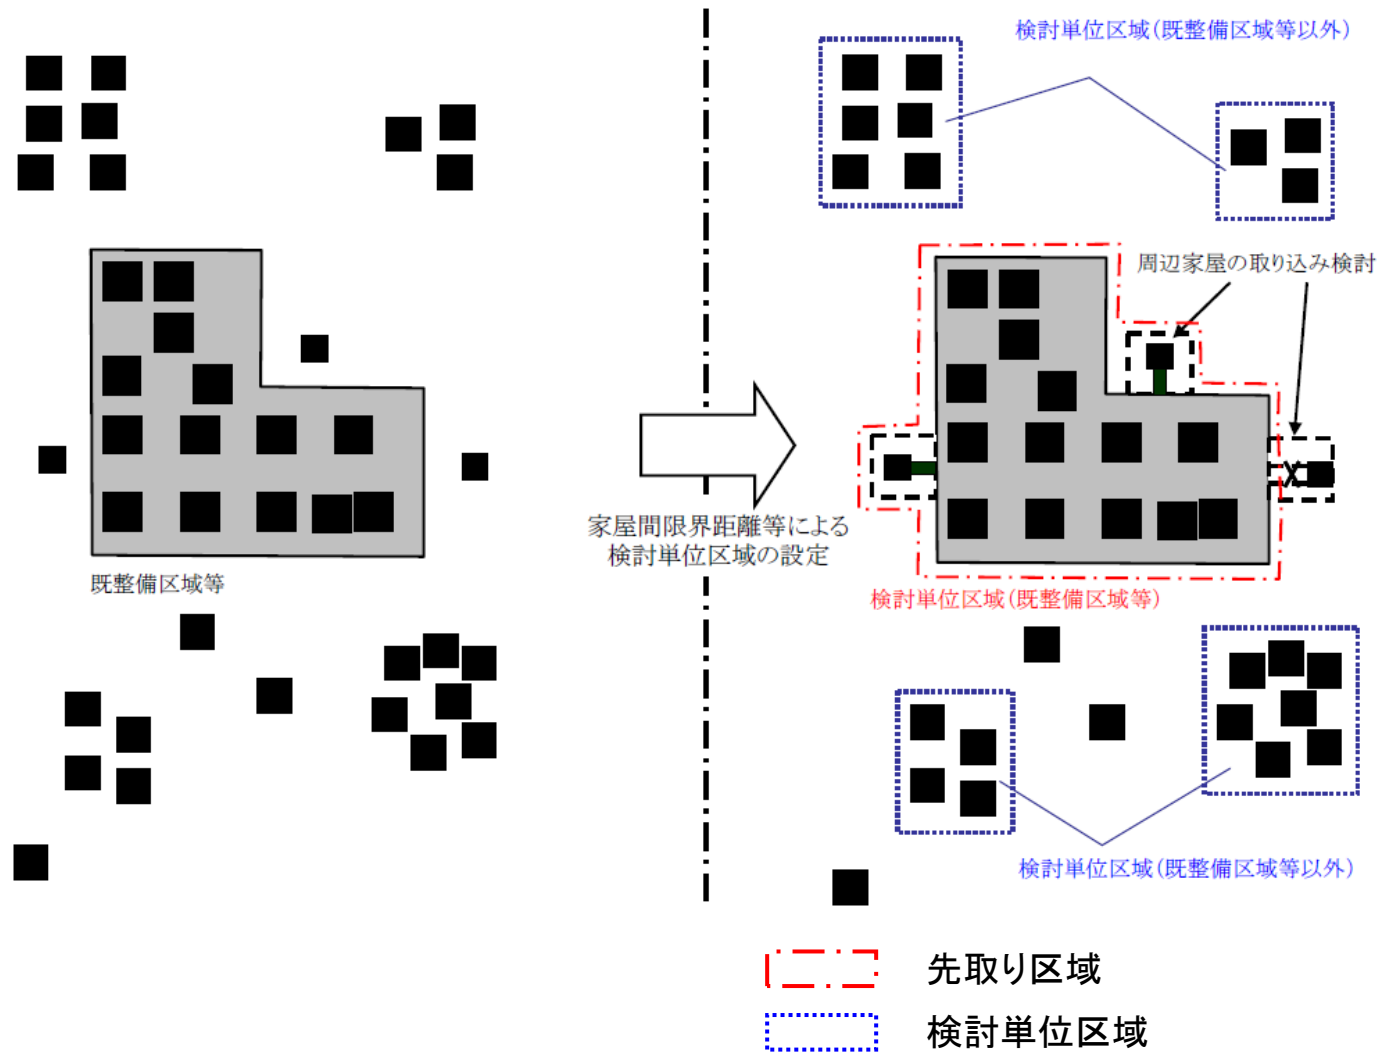 検討単位区域(既整備区域等以外)
周辺家屋の取り込み検討
家屋間限界距離等による
検討単位区域の設定
既整備区域等
検討単位区域(既整備区域等)
検討単位区域(既整備区域等以外)
先取り区域
検討単位区域